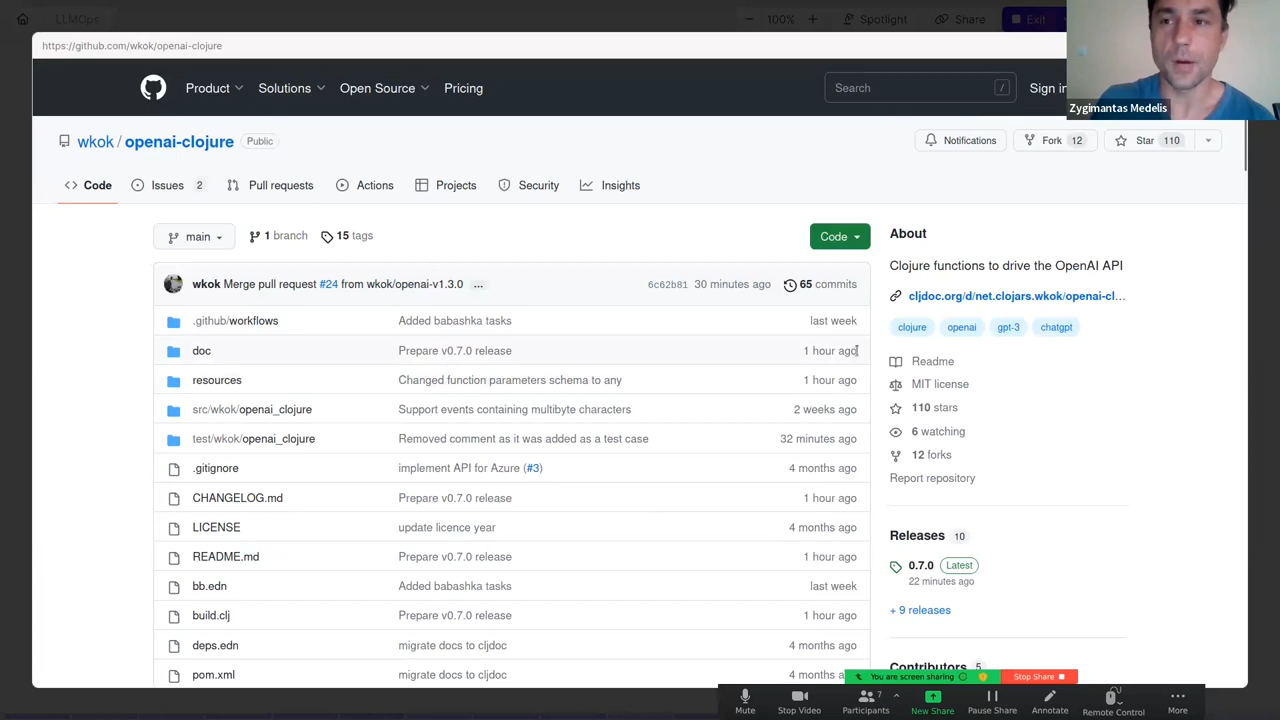 LLMOps
100%
Spotlight
Share
Exit
https://github.com/wkok/openai-clojure
Product
Solutions
Open Source
Pricing
Search
/
Sign in
Zygimantas Medelis
wkok / openai-clojure
Public
Notifications
Fork 12
Star 110
Code
Issues 2
Pull requests
Actions
Projects
Security
Insights
main
1 branch
15 tags
Code
wkok Merge pull request #24 from wkok/openai-v1.3.0 ...
6c62b81 30 minutes ago
65 commits
.github/workflows Added babashka tasks last week
doc Prepare v0.7.0 release 1 hour ago
resources Changed function parameters schema to any 1 hour ago
src/wkok/openai_clojure Support events containing multibyte characters 2 weeks ago
test/wkok/openai_clojure Removed comment as it was added as a test case 32 minutes ago
.gitignore implement API for Azure (#3) 4 months ago
CHANGELOG.md Prepare v0.7.0 release 1 hour ago
LICENSE update licence year 4 months ago
README.md Prepare v0.7.0 release 1 hour ago
bb.edn Added babashka tasks last week
build.clj Prepare v0.7.0 release 1 hour ago
deps.edn migrate docs to cljdoc 4 months ago
pom.xml migrate docs to cljdoc 4 months
About
Clojure functions to drive the OpenAI API
cljdoc.org/d/net.clojars.wkok/openai-cl...
clojure
openai
gpt-3
chatgpt
Readme
MIT license
110 stars
6 watching
12 forks
Report repository
Releases 10
0.7.0 Latest
22 minutes ago
+ 9 releases
Contributors 5
You are screen sharing
Stop Share
Mute
Stop Video
Participants 7
New Share
Pause Share
Annotate
Remote Control
More